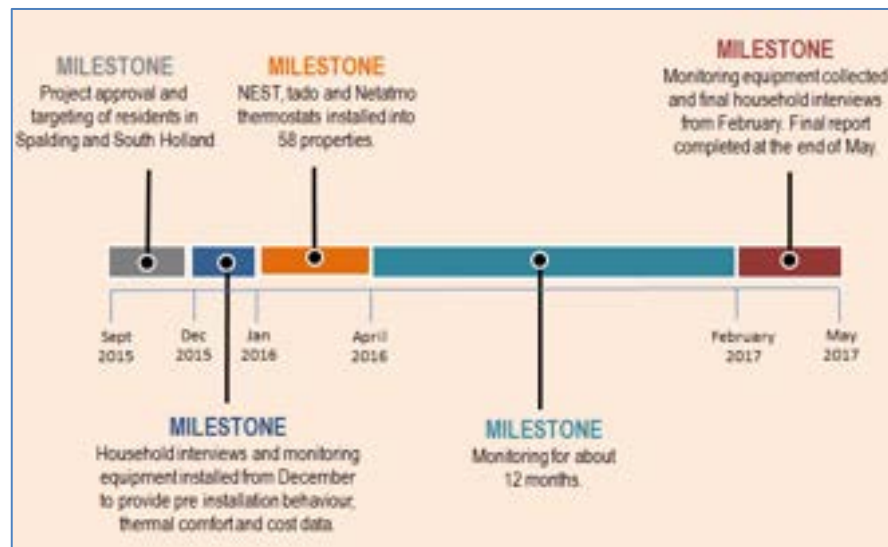 MILESTONE
Project approval and
targeting of residents in
Spalding and South Holland
MILESTONE
NEST, tado and Netatmo
thermostats installed into
58 properties.
MILESTONE
Monitoring equipment collected
and final household interviews
from February. Final report
completed at the end of May.
Sept
2015
Dec
2015
Jan
2016
April
2016
February
2017
May
2017
MILESTONE
Household interviews and monitoring
equipment installed from December
to provide pre installation behaviour,
thermal comfort and cost data.
MILESTONE
Monitoring for about
12 months.